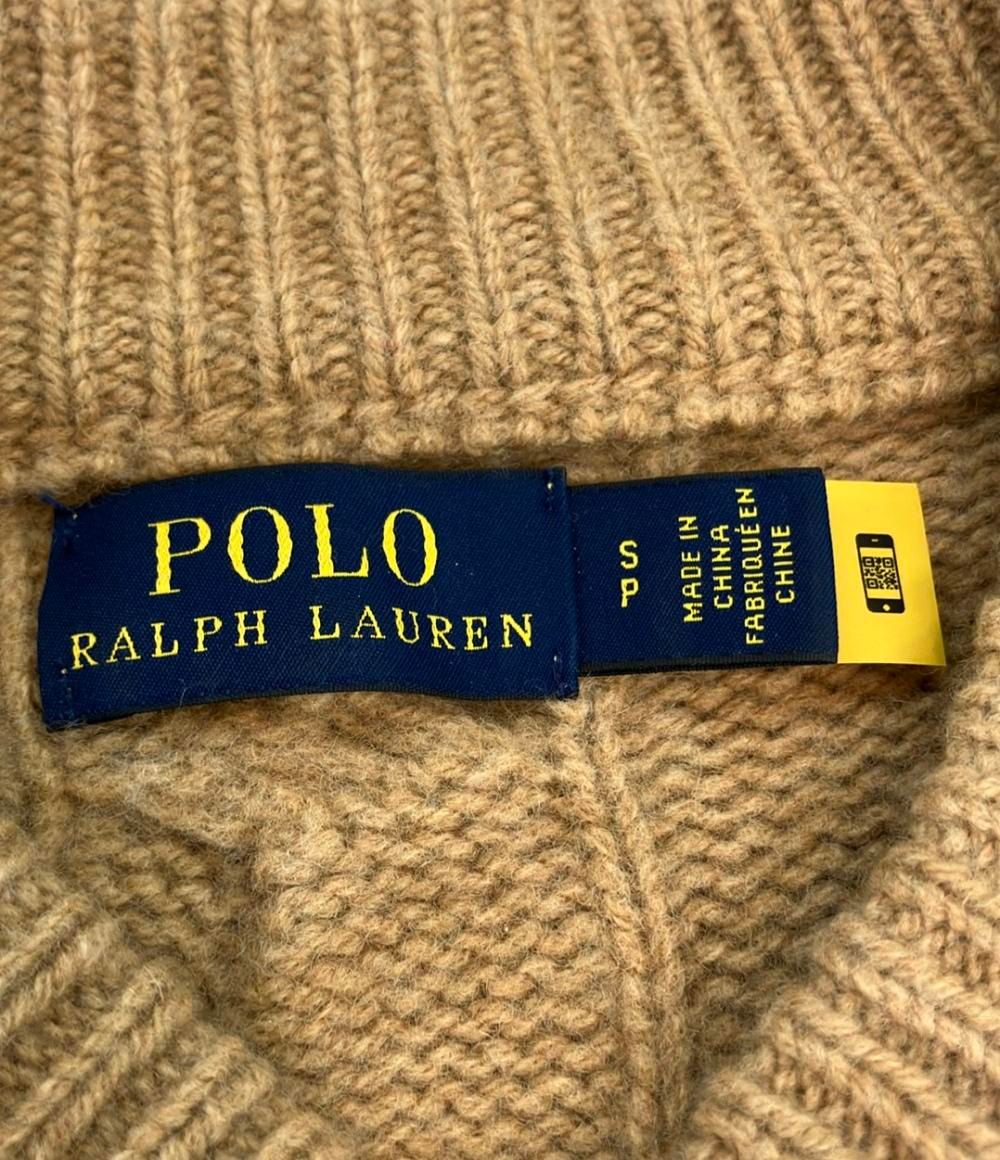 POLO
RALPH LAUREN
S
P
MADE IN
CHINA
FABRIQUÉ EN
CHINE